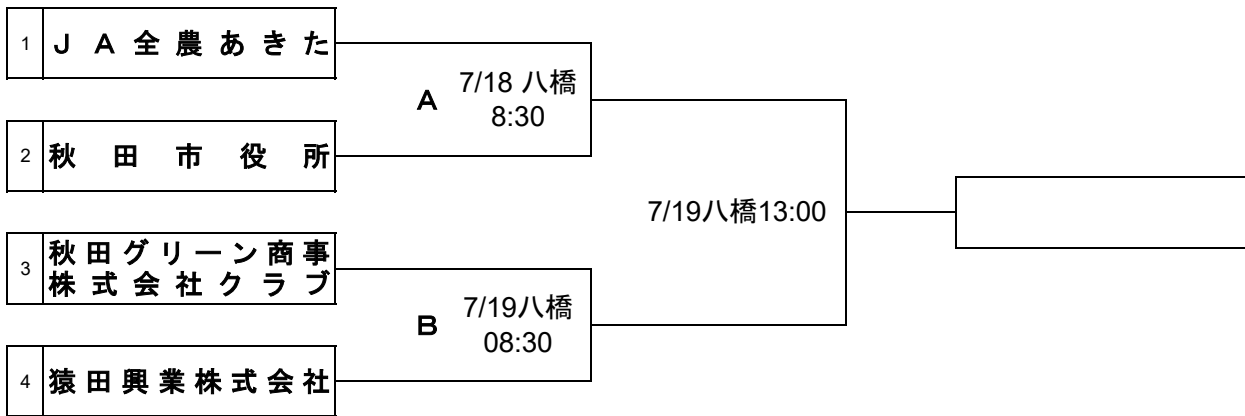 1 ＪＡ全農あきた
A 7/18 八橋
8:30
2 秋田市役所
7/19八橋13:00
3 秋田グリーン商事
株式会社クラブ
B 7/19八橋
08:30
4 猿田興業株式会社